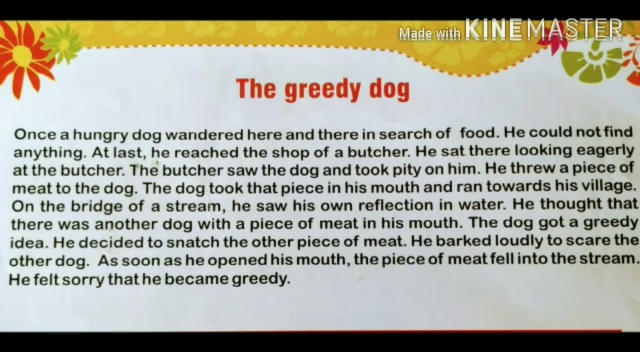 Made with KINEMASTER
The greedy dog
Once a hungry dog wandered here and there in search of food. He could not find
anything. At last, he reached the shop of a butcher. He sat there looking eagerly
at the butcher. The butcher saw the dog and took pity on him. He threw a piece of
meat to the dog. The dog took that piece in his mouth and ran towards his village.
On the bridge of a stream, he saw his own reflection in water. He thought that
there was another dog with a piece of meat in his mouth. The dog got a greedy
idea. He decided to snatch the other piece of meat. He barked loudly to scare the
other dog. As soon as he opened his mouth, the piece of meat fell into the stream.
He felt sorry that he became greedy.